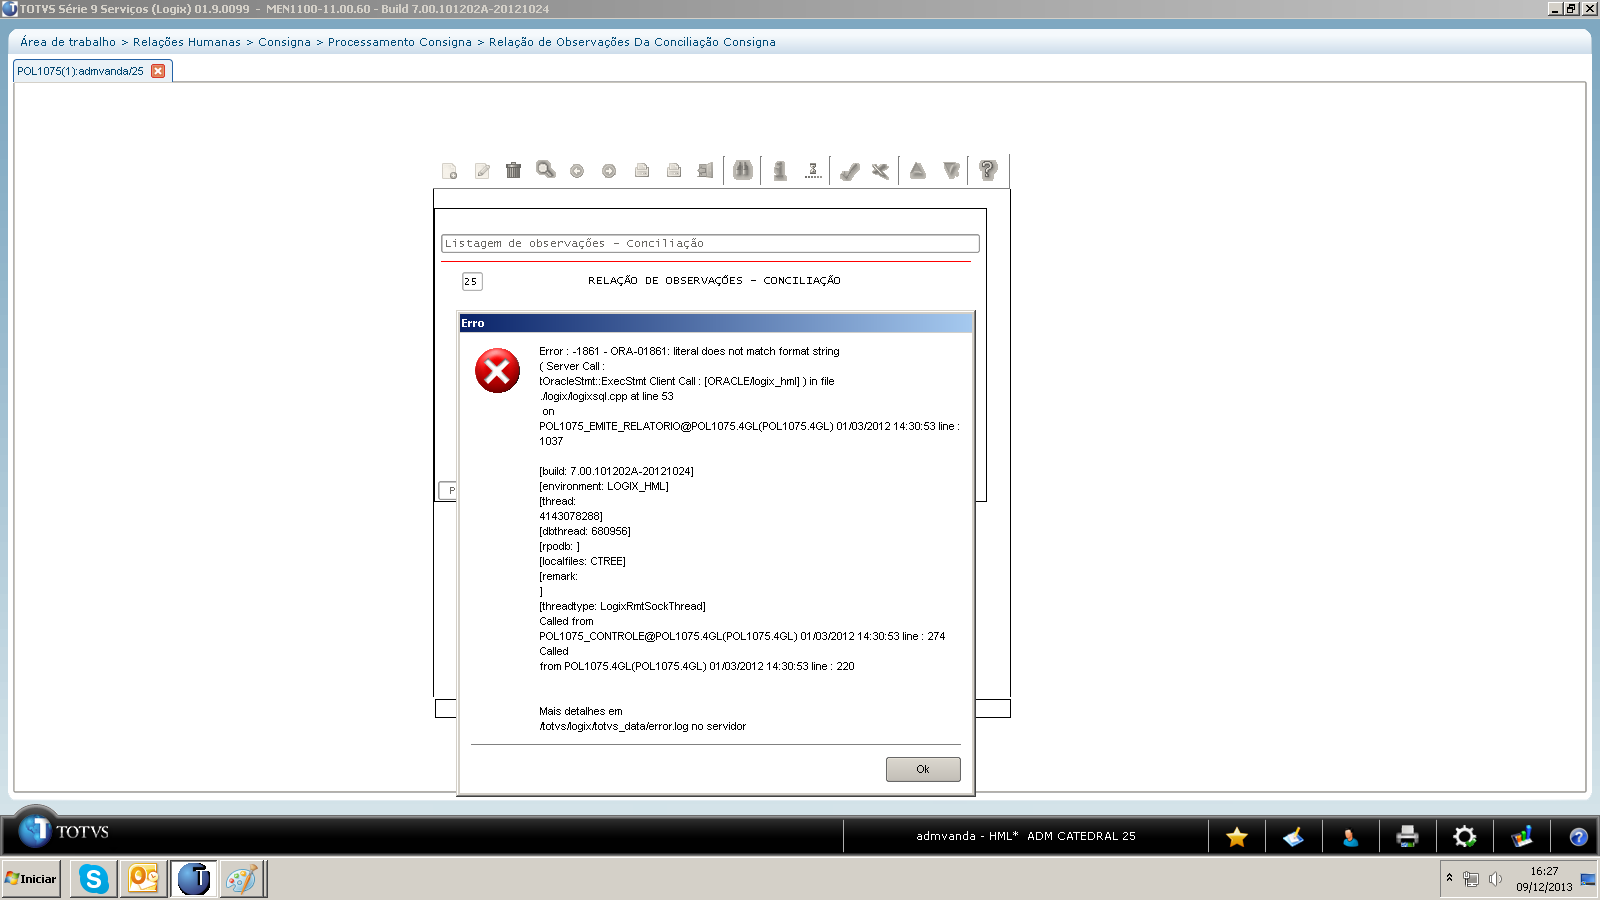 TOTVS Série 9 Serviços (Logix) 01.9.0099 - MEN1100-11.00.60 - Build 7.00.101202A-20121024
Área de trabalho > Relações Humanas > Consigna > Processamento Consigna > Relação de Observações Da Conciliação Consigna
POL1075(1):admvanda/25
Listagem de observações - Conciliação
25 RELAÇÃO DE OBSERVAÇÕES - CONCILIAÇÃO
P
Erro
Error : -1861 - ORA-01861: literal does not match format string
( Server Call :
tOracleStmt::ExecStmt Client Call : [ORACLE/logix_hml] ) in file
./logix/logixsql.cpp at line 53
on
POL1075_EMITE_RELATORIO@POL1075.4GL(POL1075.4GL) 01/03/2012 14:30:53 line :
1037
[build: 7.00.101202A-20121024]
[environment: LOGIX_HML]
[thread:
4143078288]
[dbthread: 680956]
[rpodb: ]
[localfiles: CTREE]
[remark:
]
[threadtype: LogixRmtSockThread]
Called from
POL1075_CONTROLE@POL1075.4GL(POL1075.4GL) 01/03/2012 14:30:53 line : 274
Called
from POL1075.4GL(POL1075.4GL) 01/03/2012 14:30:53 line : 220
Mais detalhes em
/totvs/logix/totvs_data/error.log no servidor
Ok
TOTVS
admvanda - HML* ADM CATEDRAL 25
Iniciar
16:27
09/12/2013